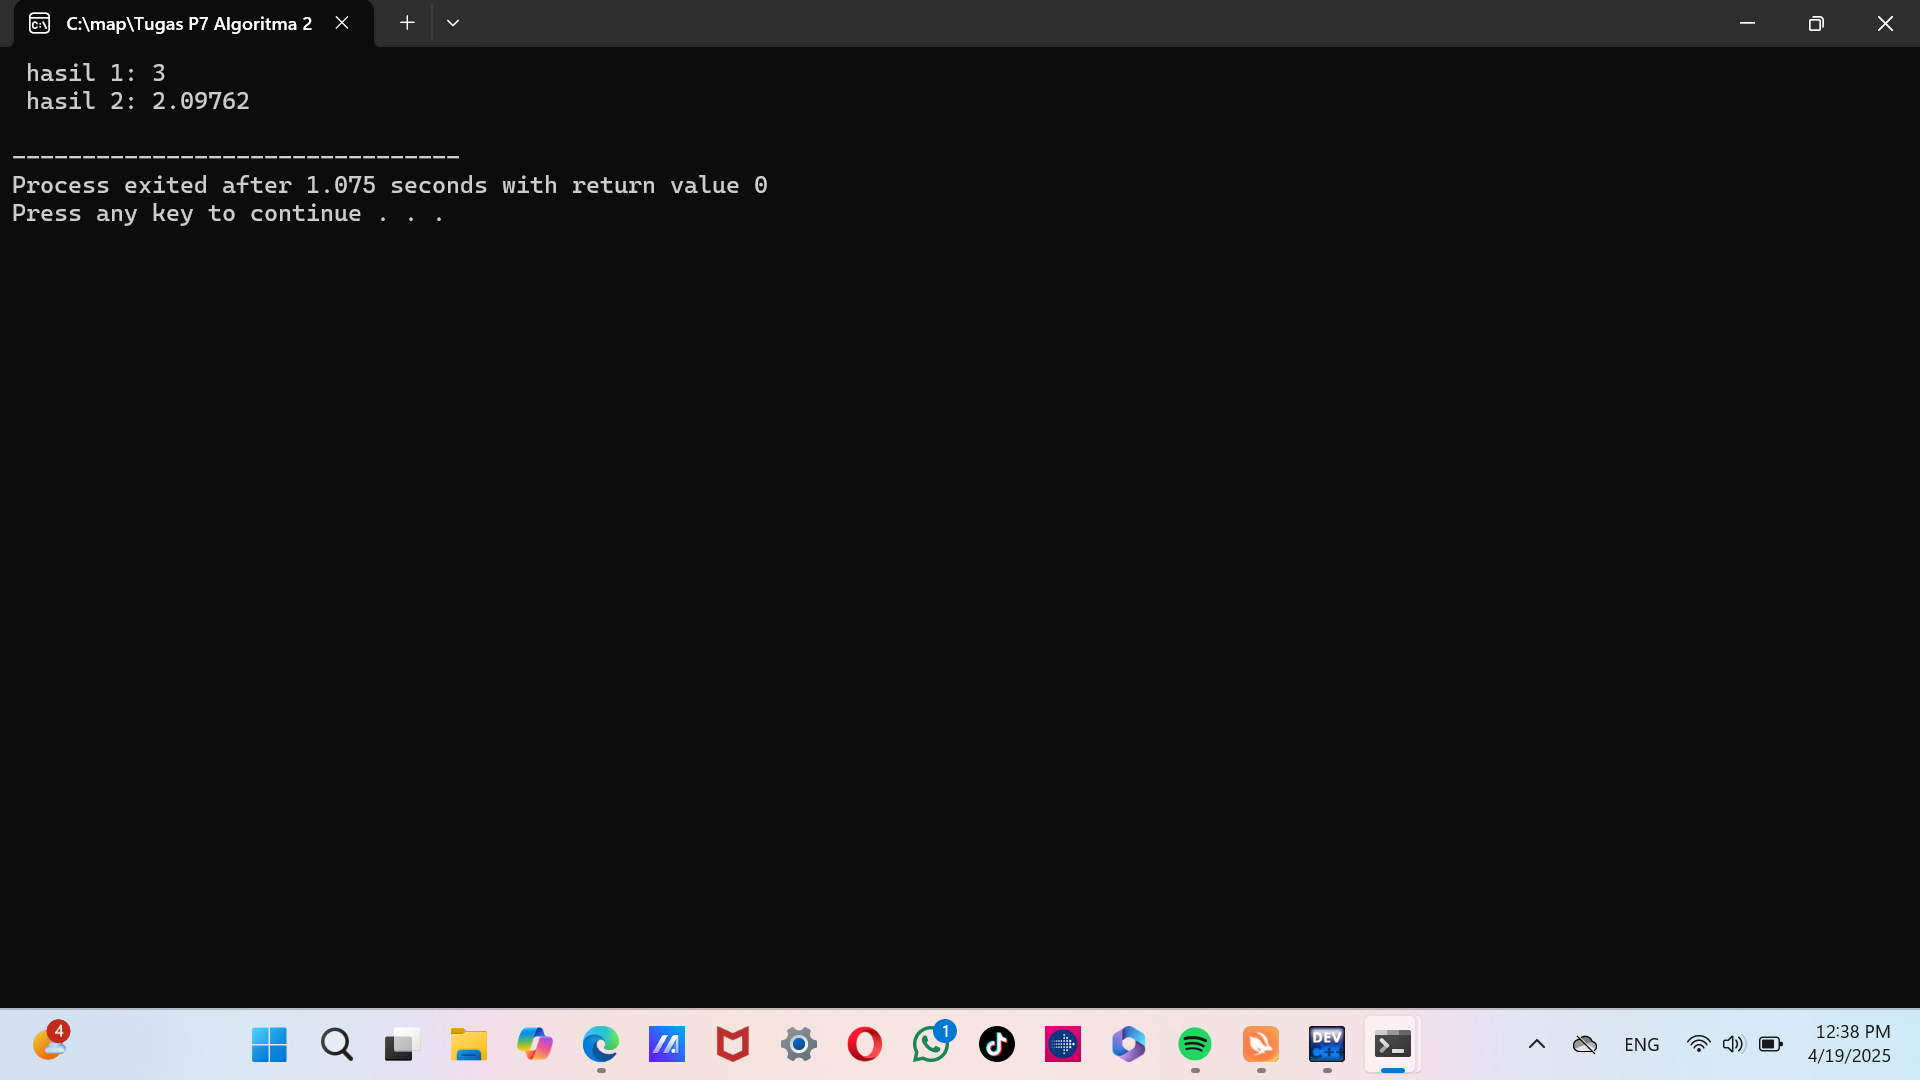 C:\map\Tugas P7 Algoritma 2
hasil 1: 3
hasil 2: 2.09762
--------------------------------
Process exited after 1.075 seconds with return value 0
Press any key to continue . . .
4
1
DEV
C++
ENG
12:38 PM
4/19/2025